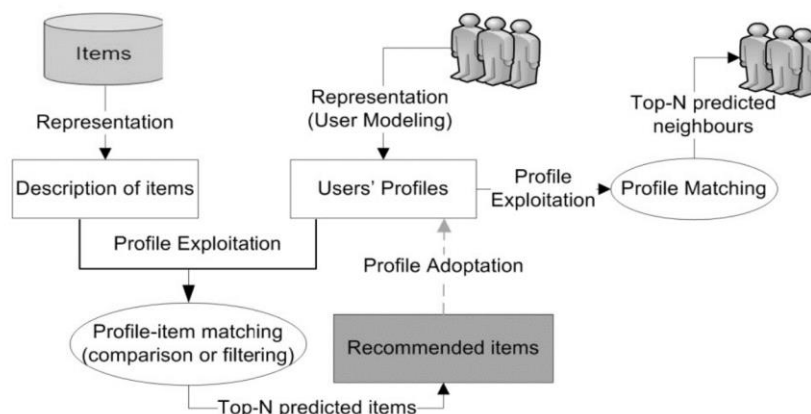 Items
Representation
Representation
(User Modeling)
Top-N predicted
neighbours
Description of items
Users' Profiles
Profile
Exploitation
Profile Matching
Profile Exploitation
Profile Adoptation
Profile-item matching
(comparison or filtering)
Recommended items
Top-N predicted items